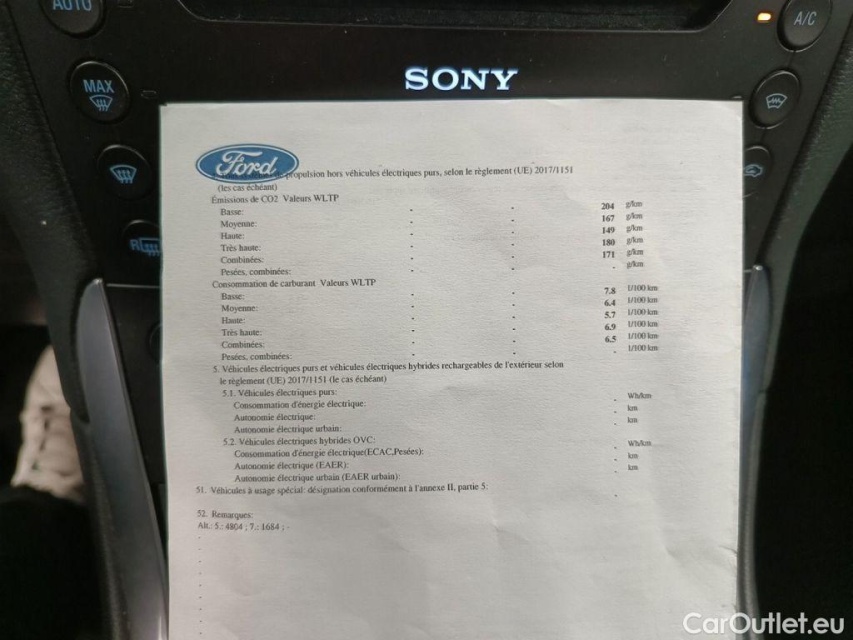 AUTO
A/C
MAX
SONY
R
Ford
propulsion hors véhicules électriques purs, selon le règlement (UE) 2017/1151
(les cas échéant)
Émissions de CO2 Valeurs WLTP
Basse: - - 204 g/km
Moyenne: - - 167 g/km
Haute: - - 149 g/km
Très haute: - - 180 g/km
Combinées: - - 171 g/km
Pesées, combinées: - - - g/km
Consommation de carburant Valeurs WLTP
Basse: - - 7.8 l/100 km
Moyenne: - - 6.4 l/100 km
Haute: - - 5.7 l/100 km
Très haute: - - 6.9 l/100 km
Combinées: - - 6.5 l/100 km
Pesées, combinées: - - - l/100 km
5. Véhicules électriques purs et véhicules électriques hybrides rechargeables de l'extérieur selon
le règlement (UE) 2017/1151 (le cas échéant)
5.1. Véhicules électriques purs:
Consommation d'énergie électrique: - Wh/km
Autonomie électrique: - km
Autonomie électrique urbain: - km
5.2. Véhicules électriques hybrides OVC:
Consommation d'énergie électrique(ECAC,Pesées): - Wh/km
Autonomie électrique (EAER): - km
Autonomie électrique urbain (EAER urbain): - km
51. Véhicules à usage spécial: désignation conformément à l'annexe II, partie 5: -
52. Remarques:
Alt.: 5.: 4804 ; 7.: 1684 ; -
CarOutlet.eu